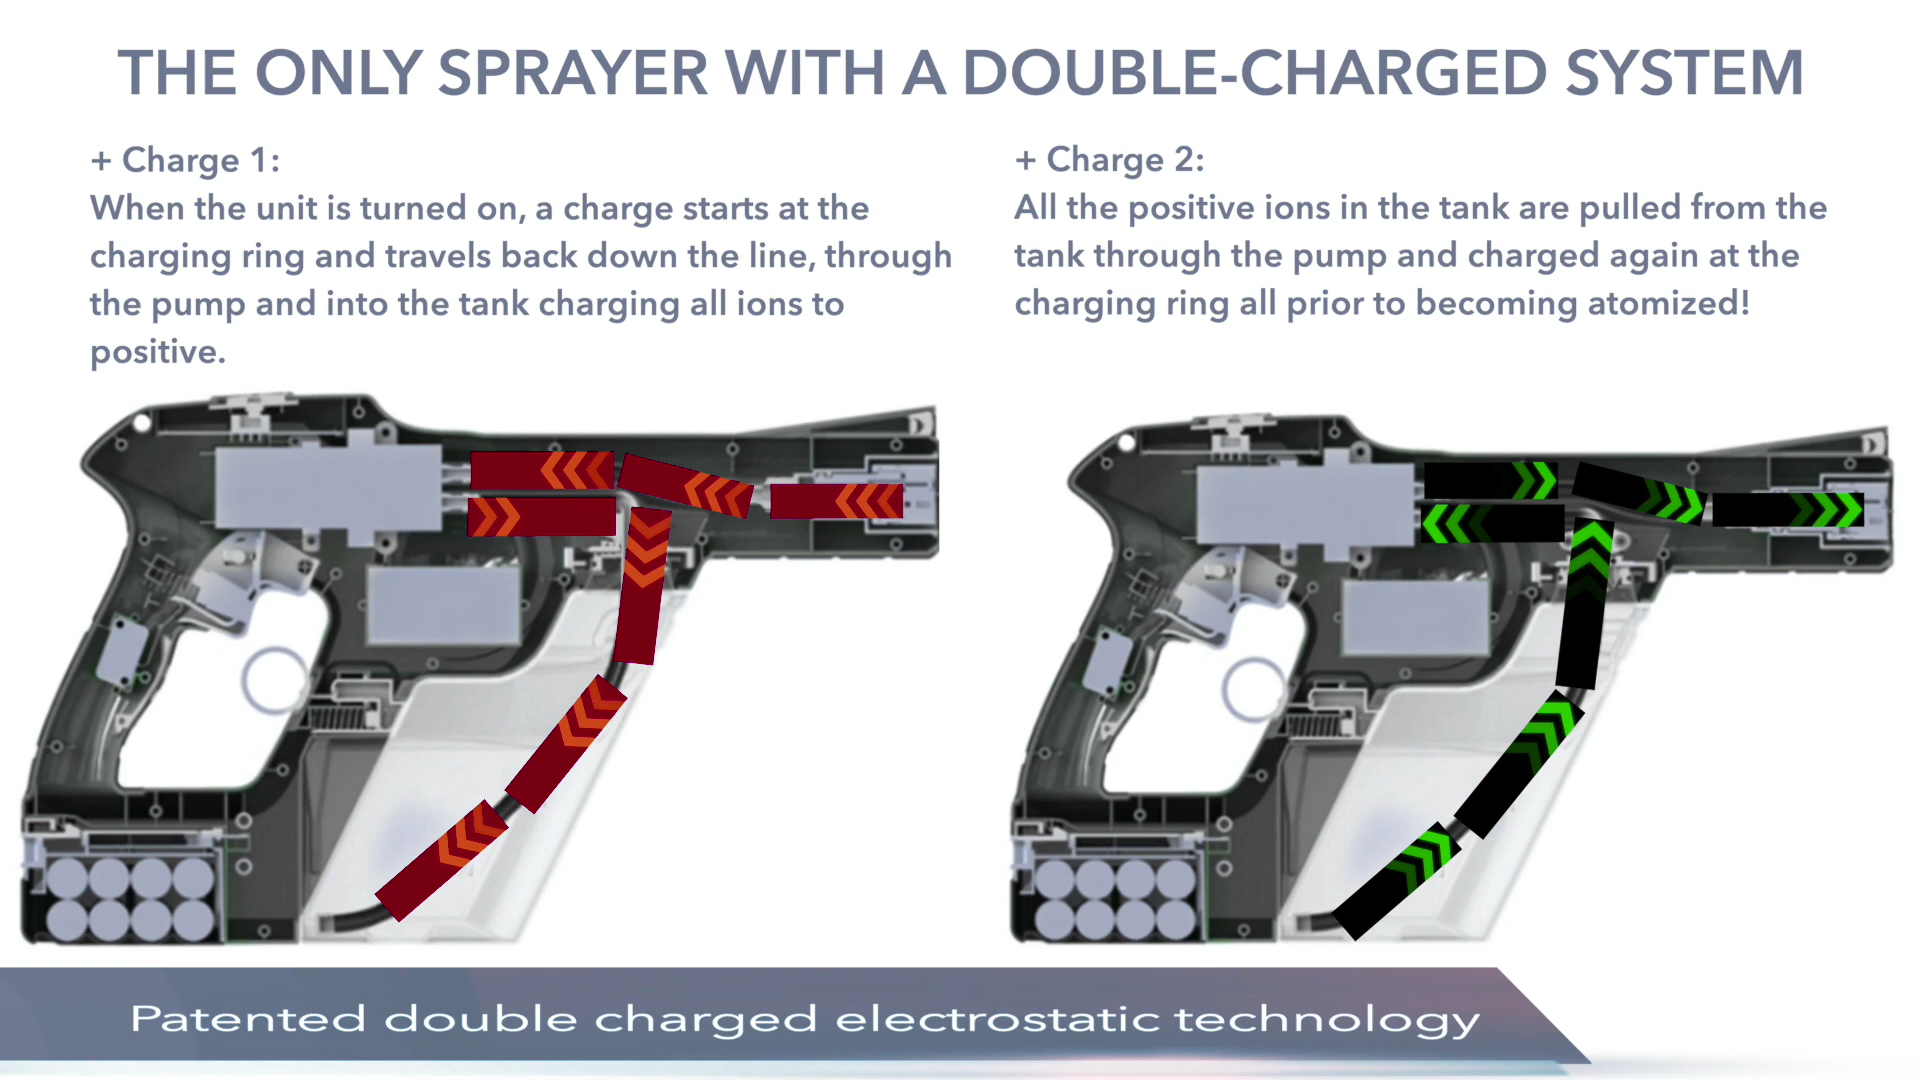 THE ONLY SPRAYER WITH A DOUBLE-CHARGED SYSTEM
+ Charge 1:
When the unit is turned on, a charge starts at the
charging ring and travels back down the line, through
the pump and into the tank charging all ions to
positive.
+ Charge 2:
All the positive ions in the tank are pulled from the
tank through the pump and charged again at the
charging ring all prior to becoming atomized!
Patented double charged electrostatic technology